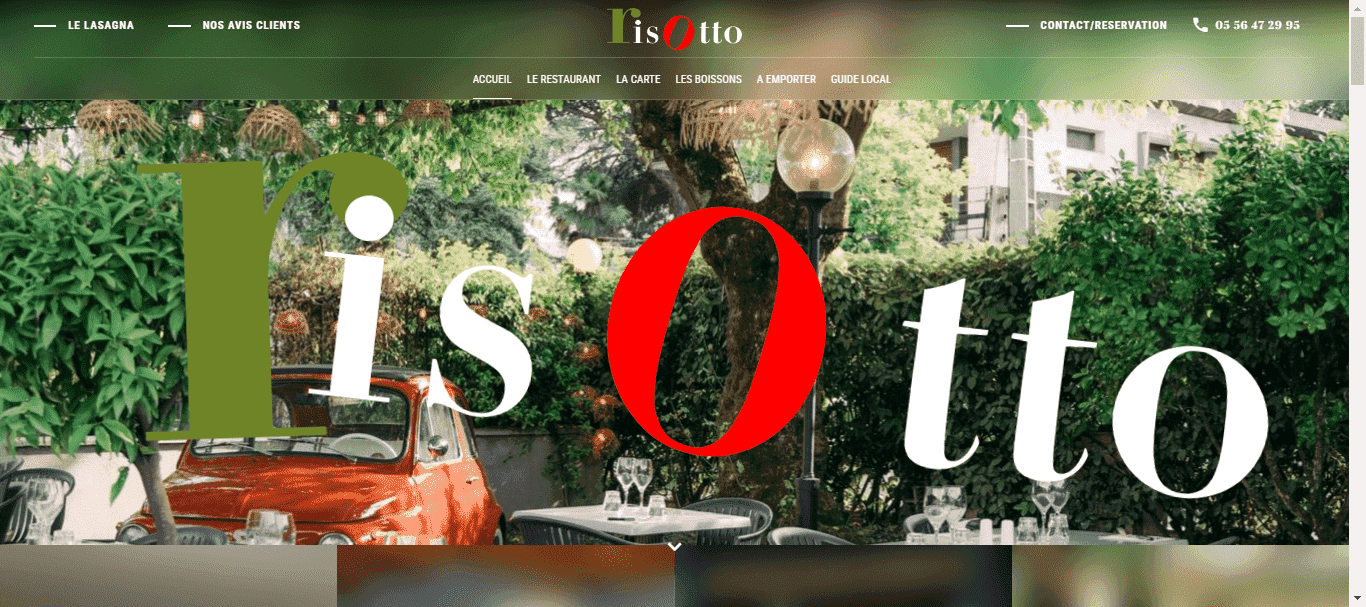 LE LASAGNA
NOS AVIS CLIENTS
risotto
CONTACT/RESERVATION
05 56 47 29 95
ACCUEIL
LE RESTAURANT
LA CARTE
LES BOISSONS
A EMPORTER
GUIDE LOCAL
risotto